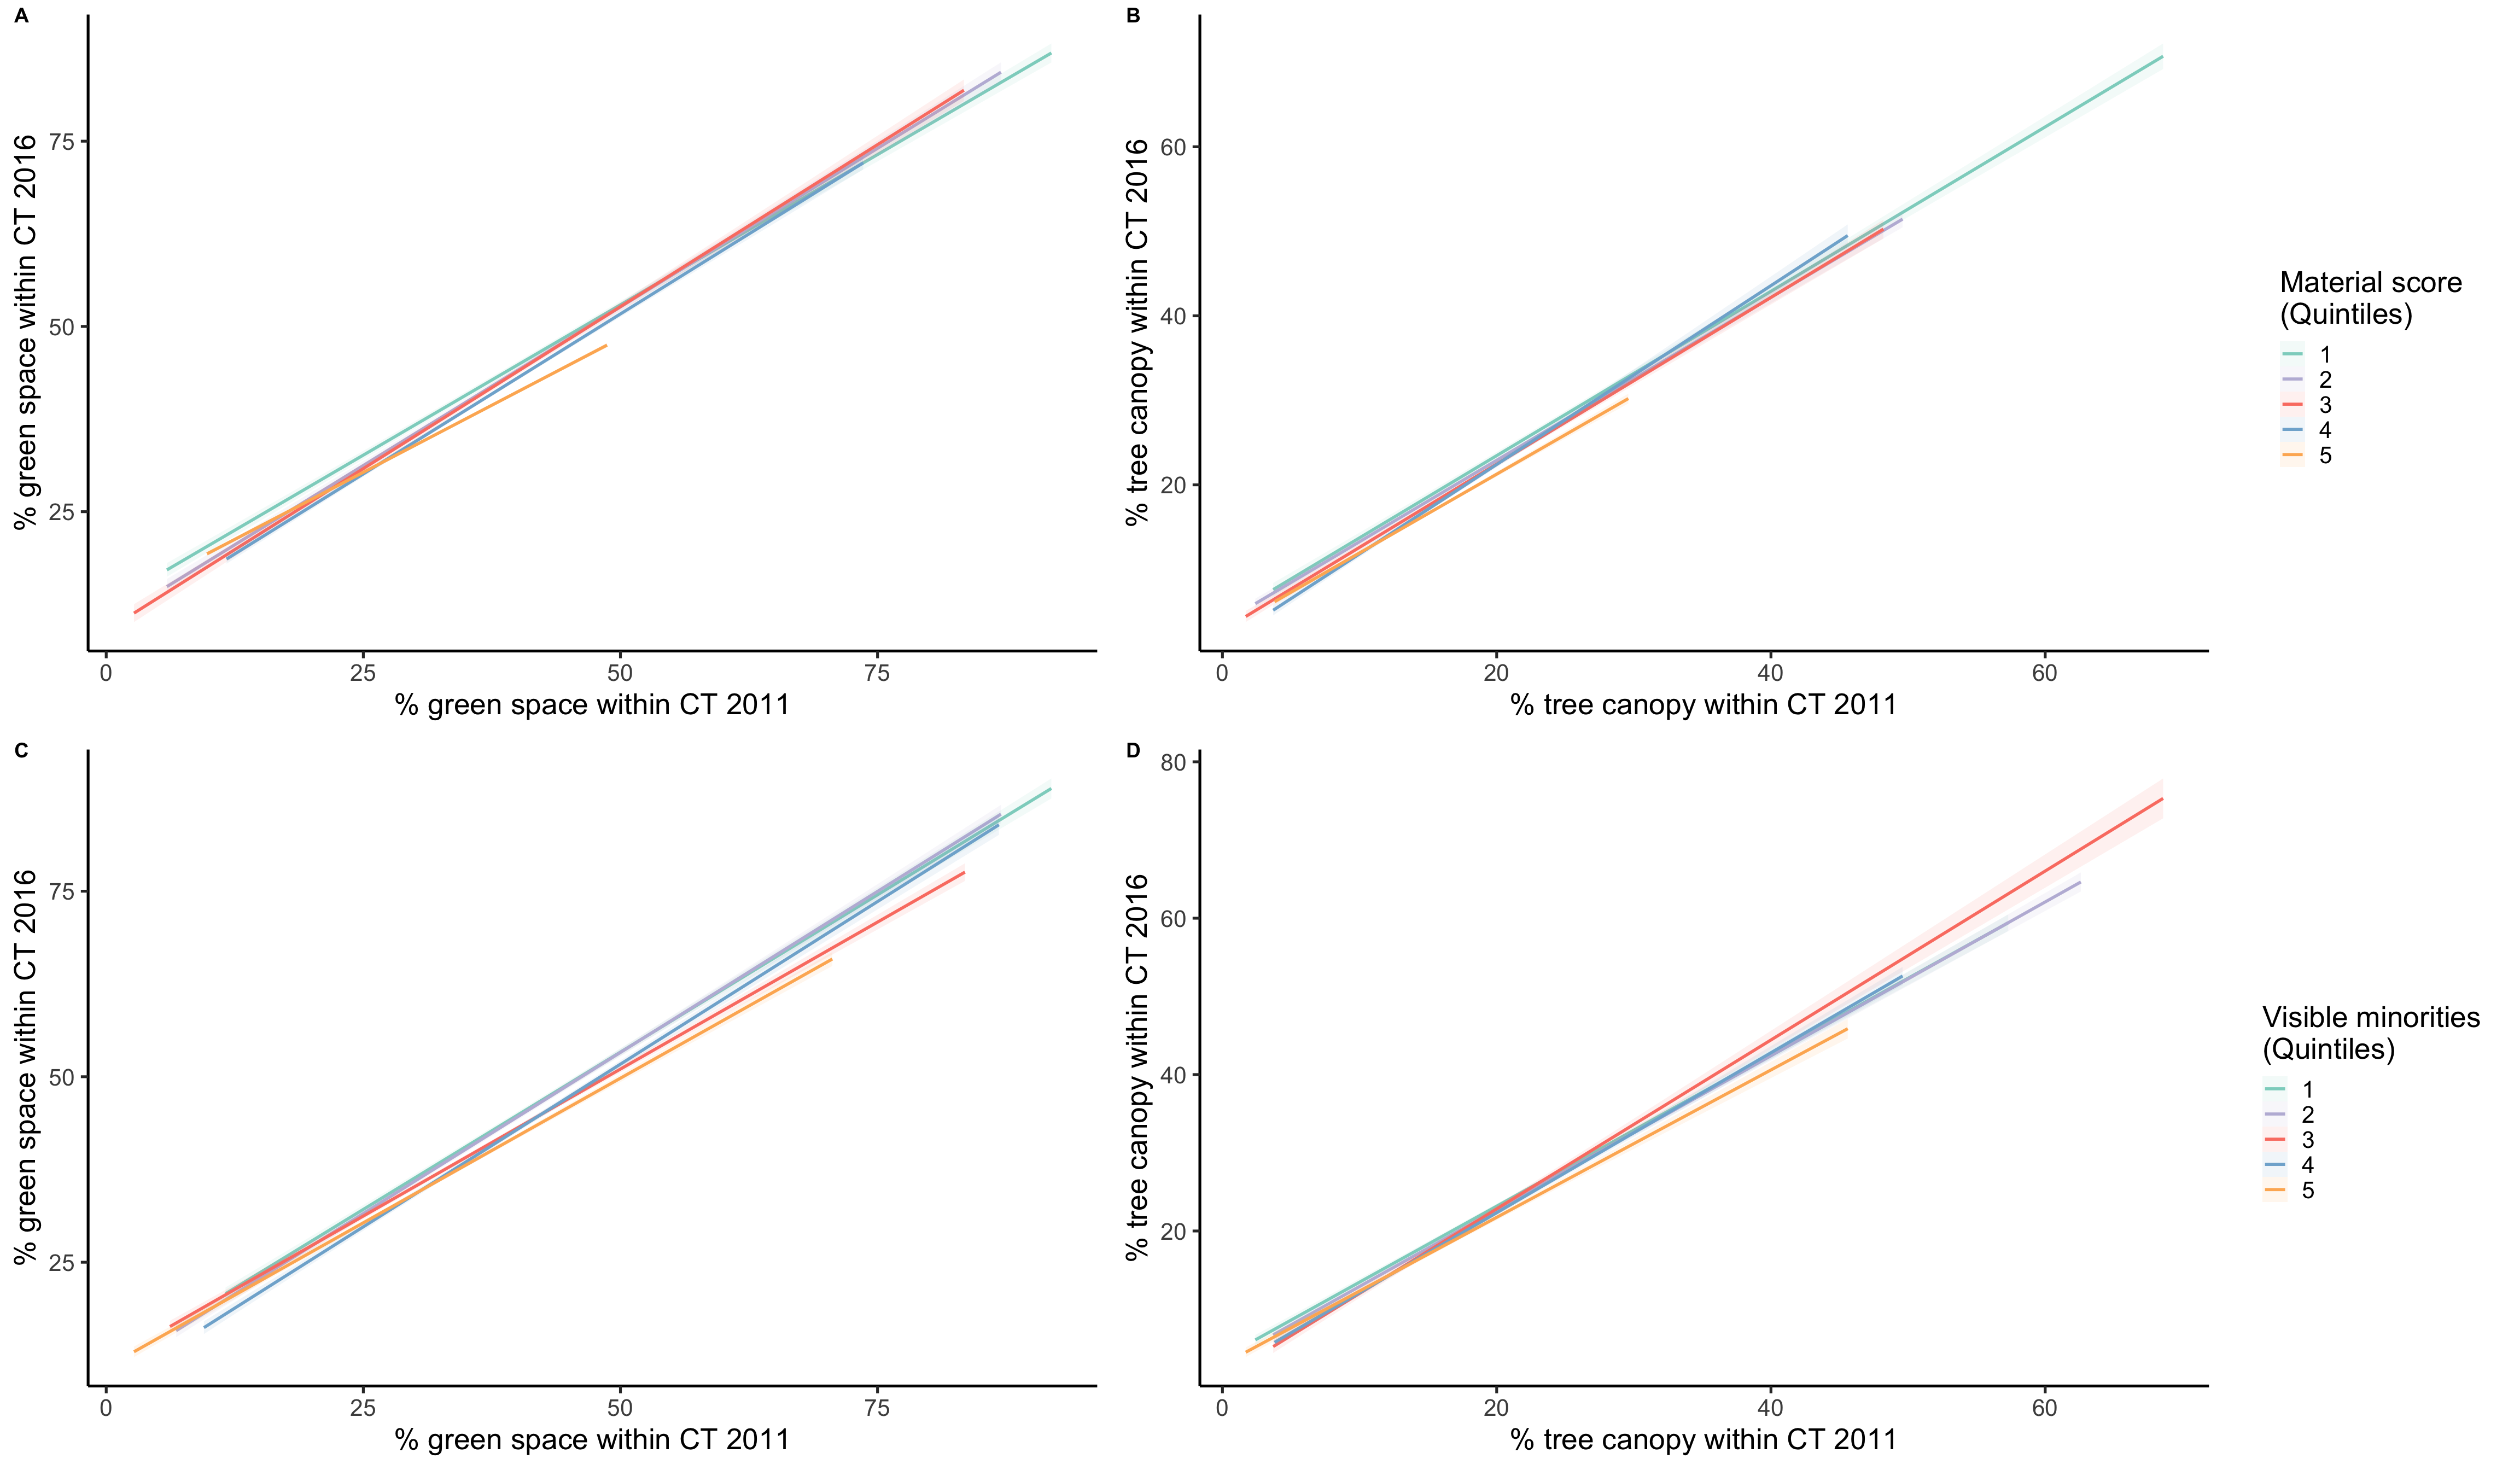 A
% green space within CT 2016
75
50
25
0
25
50
75
% green space within CT 2011
B
% tree canopy within CT 2016
60
40
20
0
20
40
60
% tree canopy within CT 2011
Material score
(Quintiles)
1
2
3
4
5
C
% green space within CT 2016
75
50
25
0
25
50
75
% green space within CT 2011
D
% tree canopy within CT 2016
80
60
40
20
0
20
40
60
% tree canopy within CT 2011
Visible minorities
(Quintiles)
1
2
3
4
5